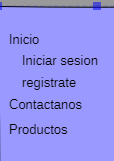 Inicio
Iniciar sesion
registrate
Contactanos
Productos